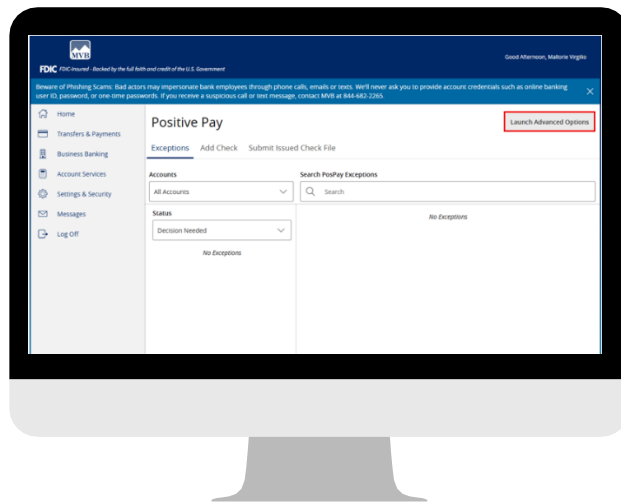 MVB
Good Afternoon, Mallorie Virgilio
FDIC FDIC-Insured - Backed by the full faith and credit of the U.S. Government
Beware of Phishing Scams: Bad actors may impersonate bank employees through phone calls, emails or texts. We'll never ask you to provide account credentials such as online banking
user ID, password, or one-time passwords. If you receive a suspicious call or text message, contact MVB at 844-682-2265.
Home
Transfers & Payments
Business Banking
Account Services
Settings & Security
Messages
Log Off
Positive Pay
Launch Advanced Options
Exceptions Add Check Submit Issued Check File
Accounts
All Accounts
Search PosPay Exceptions
Search
Status
Decision Needed
No Exceptions
No Exceptions